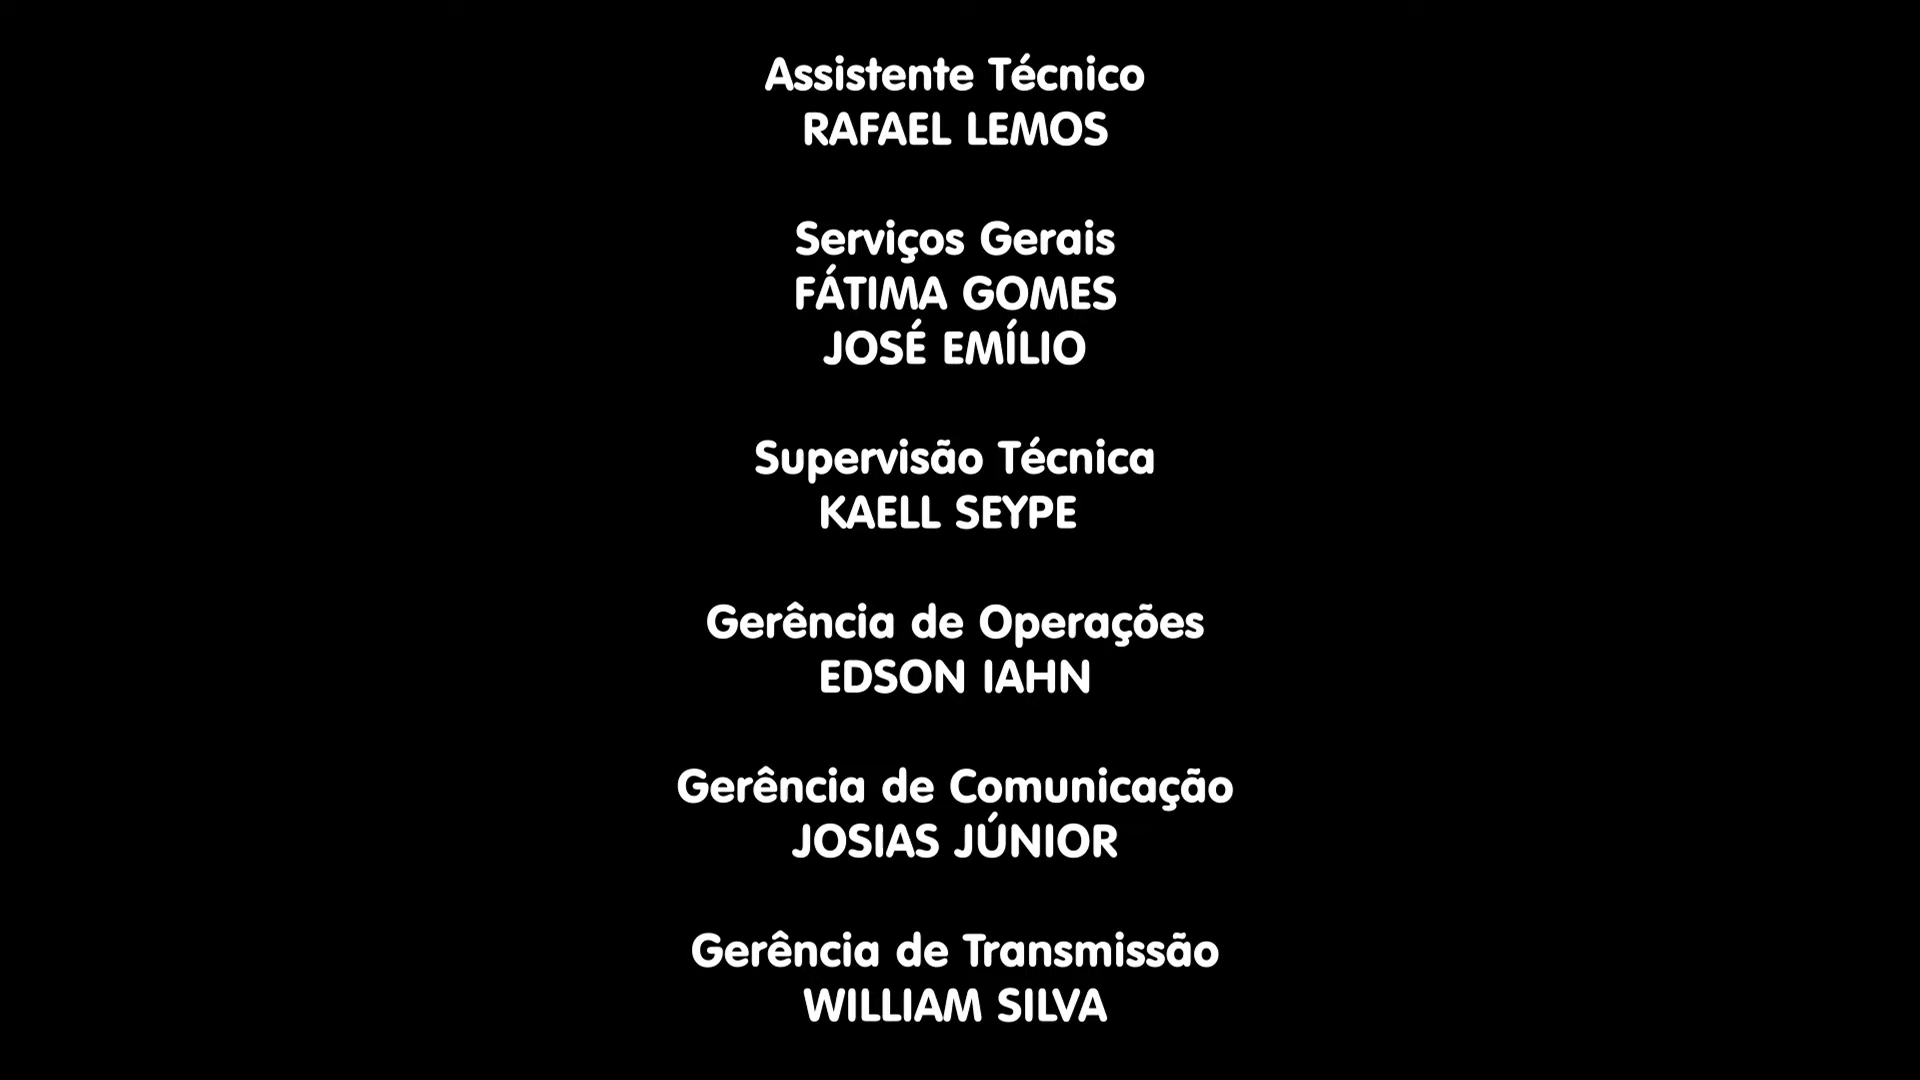 Assistente Técnico
RAFAEL LEMOS
Serviços Gerais
FÁTIMA GOMES
JOSÉ EMÍLIO
Supervisão Técnica
KAELL SEYPE
Gerência de Operações
EDSON IAHN
Gerência de Comunicação
JOSIAS JÚNIOR
Gerência de Transmissão
WILLIAM SILVA